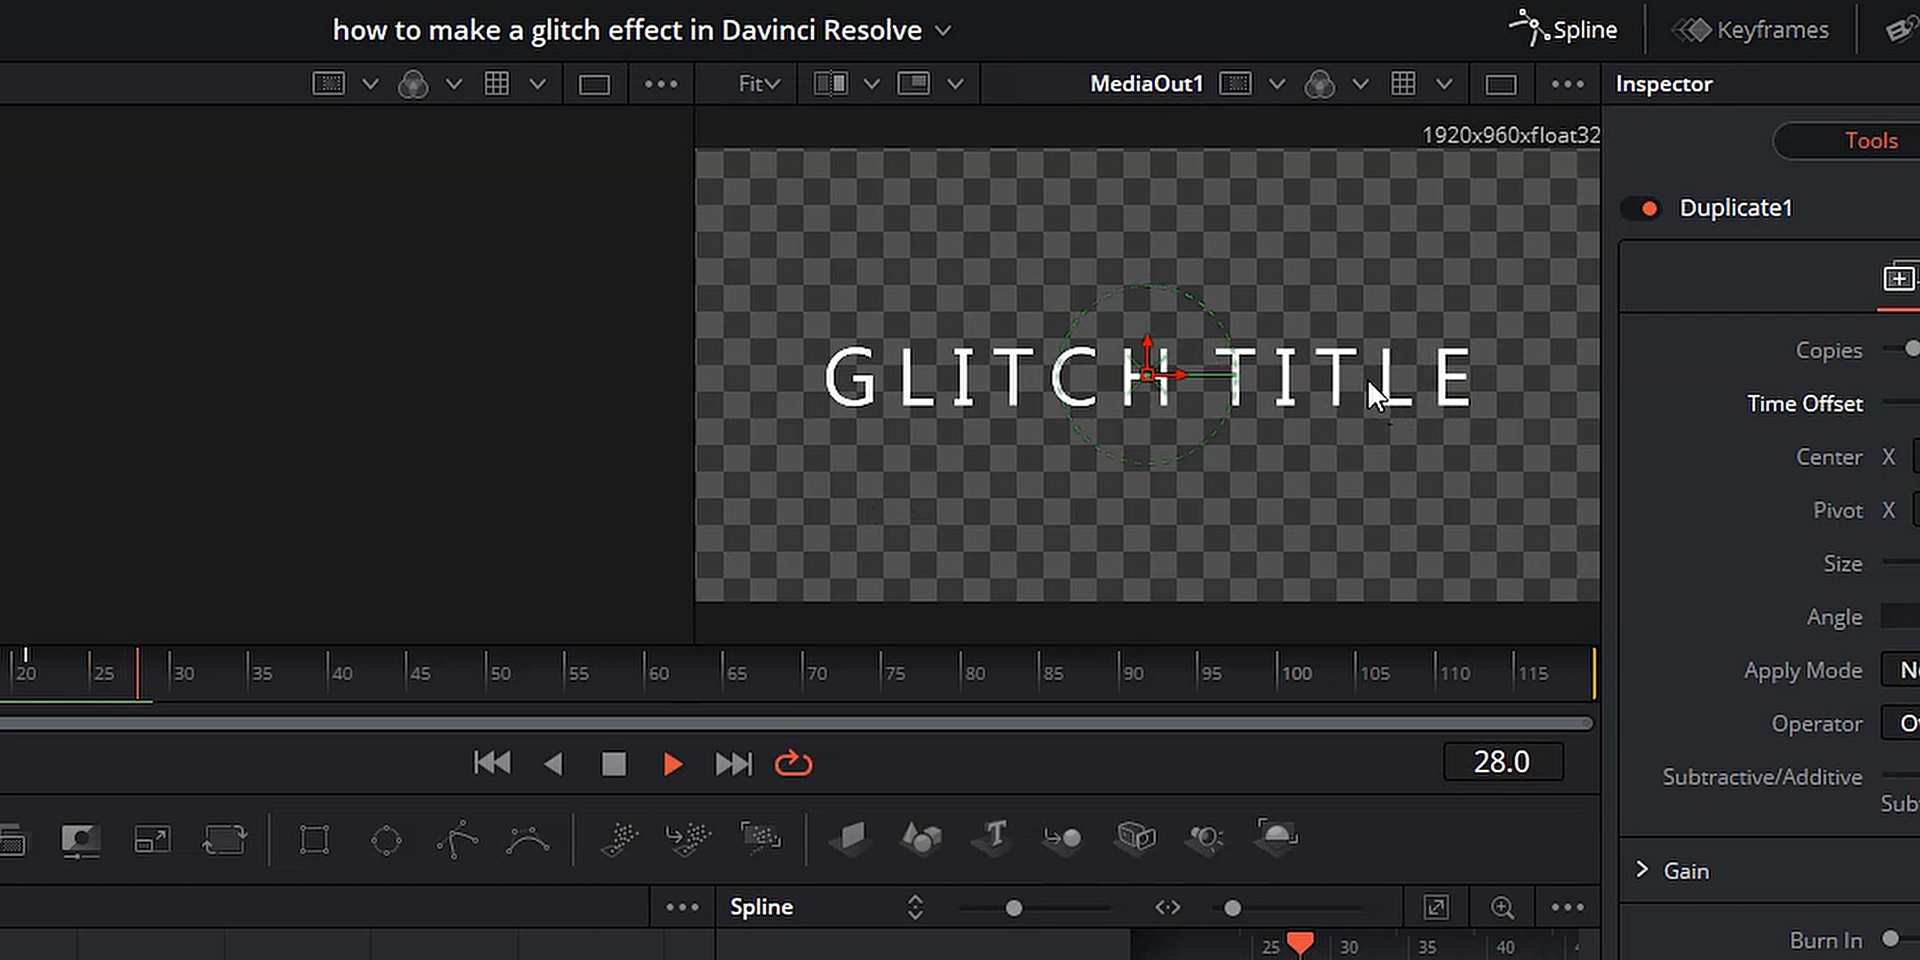 how to make a glitch effect in Davinci Resolve
Spline
Keyframes
Fit
MediaOut1
Inspector
1920x960xfloat32
Tools
Duplicate1
GLITCH TITLE
Copies
Time Offset
Center X
Pivot X
Size
Angle
Apply Mode
Operator
Subtractive/Additive
20 25 30 35 40 45 50 55 60 65 70 75 80 85 90 95 100 105 110 115
28.0
Gain
Spline
Burn In
25 30 35 40